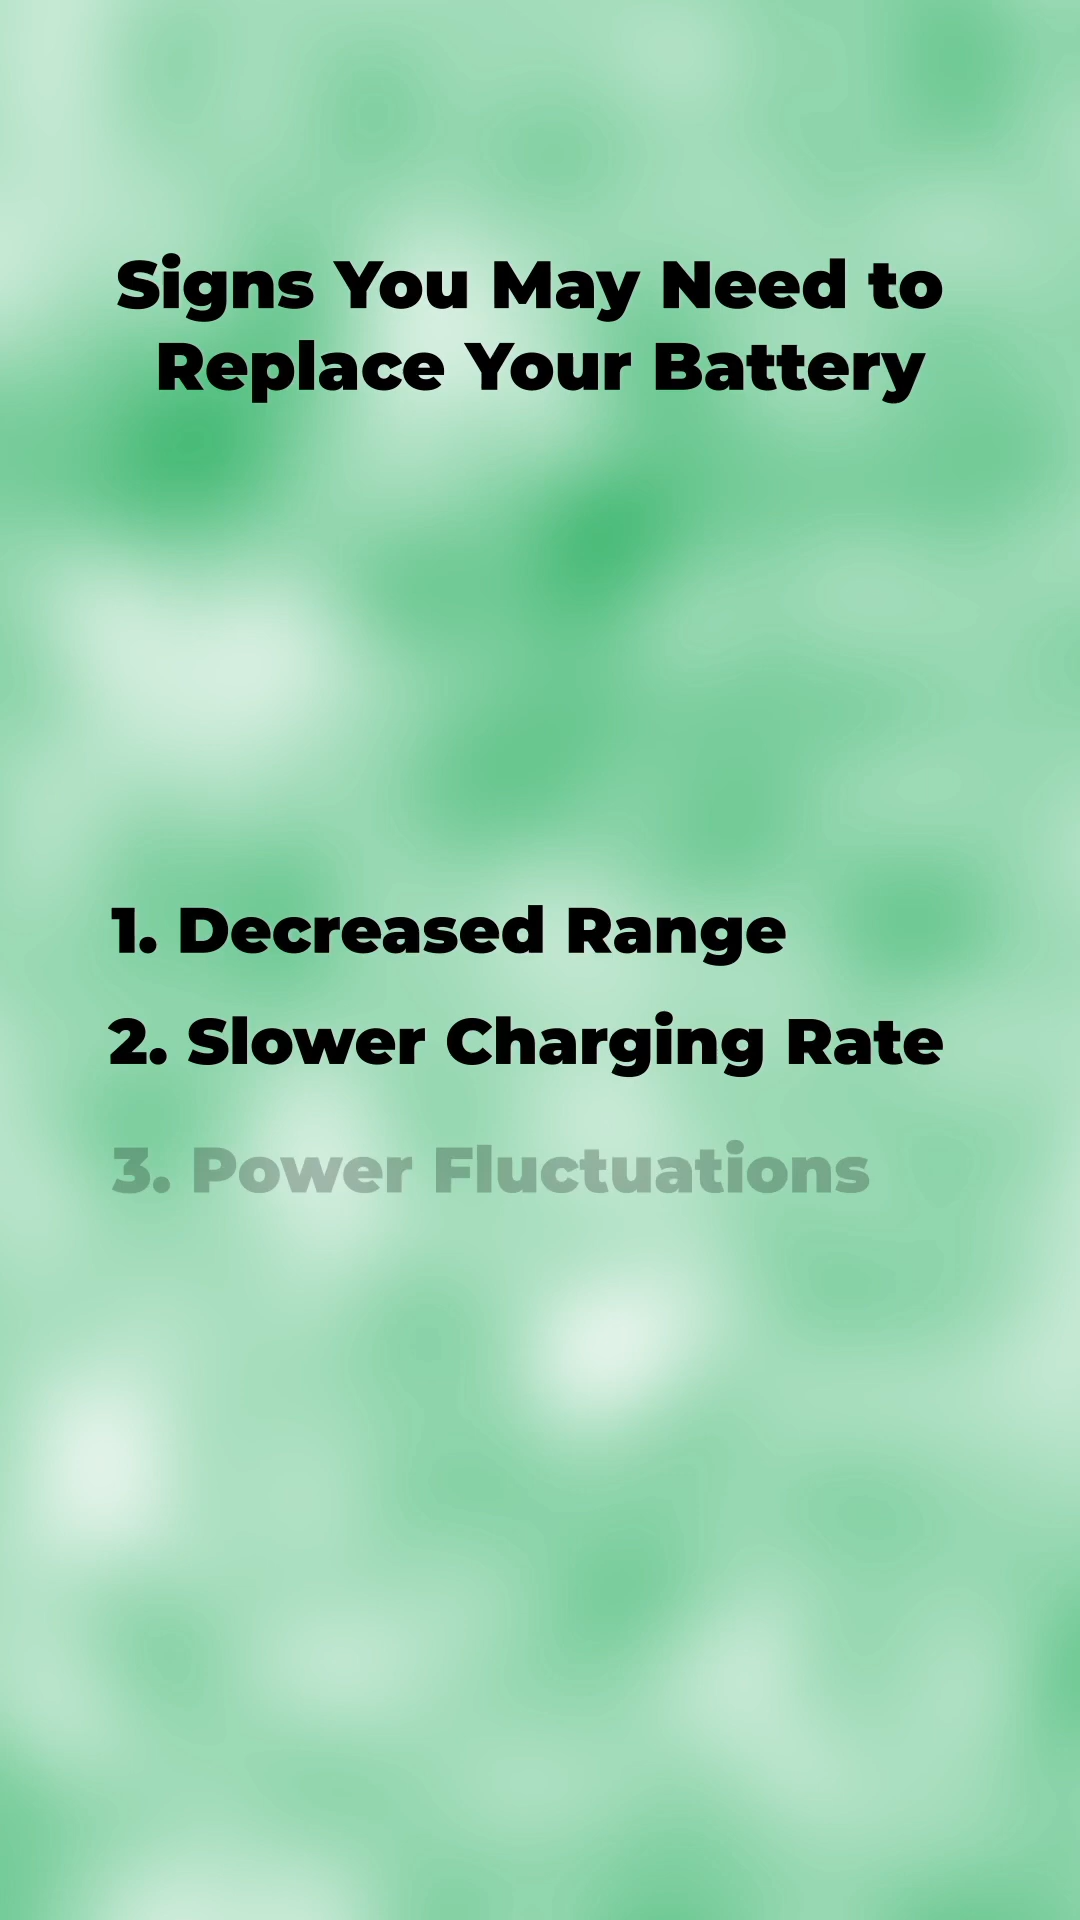 Signs You May Need to
Replace Your Battery
1. Decreased Range
2. Slower Charging Rate
3. Power Fluctuations